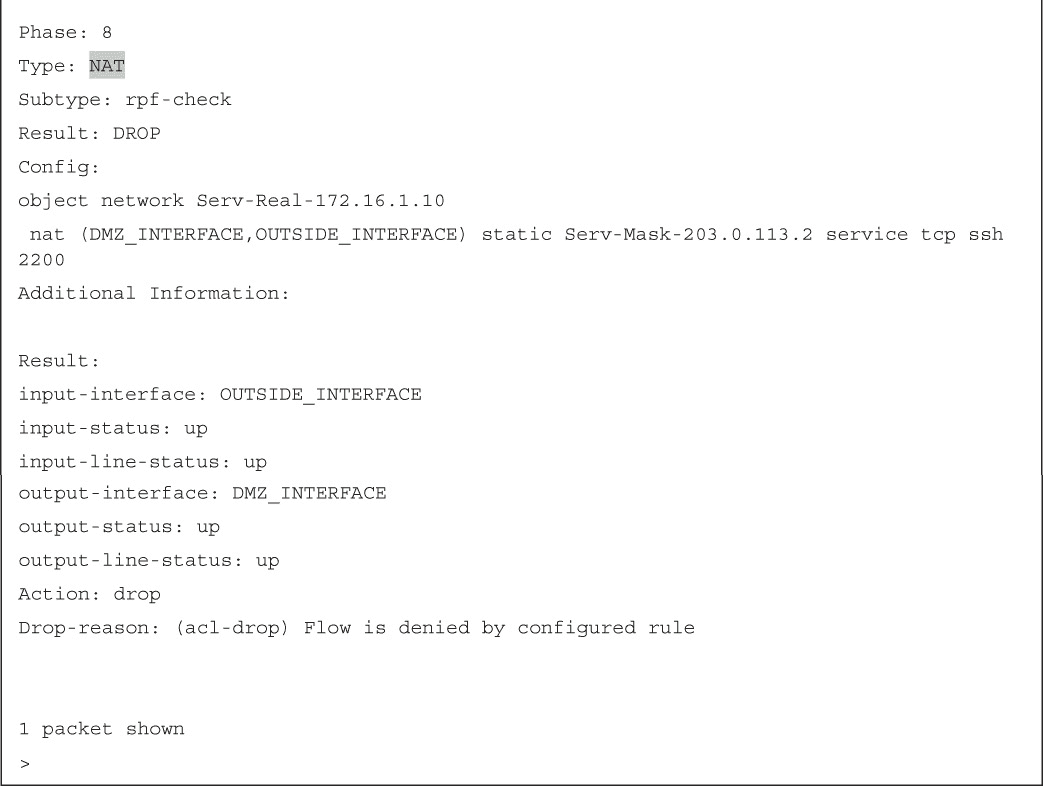 Phase: 8
Type: NAT
Subtype: rpf-check
Result: DROP
Config:
object network Serv-Real-172.16.1.10
 nat (DMZ_INTERFACE,OUTSIDE_INTERFACE) static Serv-Mask-203.0.113.2 service tcp ssh
2200
Additional Information:
Result:
input-interface: OUTSIDE_INTERFACE
input-status: up
input-line-status: up
output-interface: DMZ_INTERFACE
output-status: up
output-line-status: up
Action: drop
Drop-reason: (acl-drop) Flow is denied by configured rule
1 packet shown
>